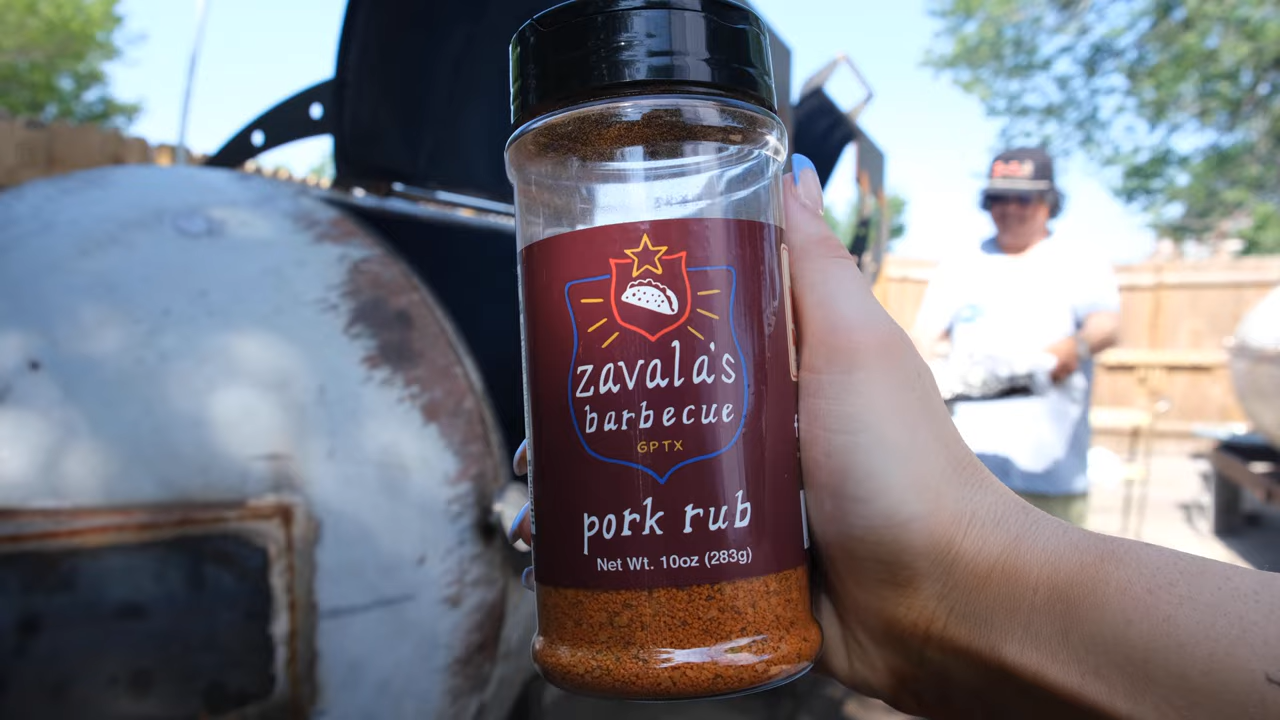 zavala's
barbecue
GPTX
pork rub
Net Wt. 10oz (283g)